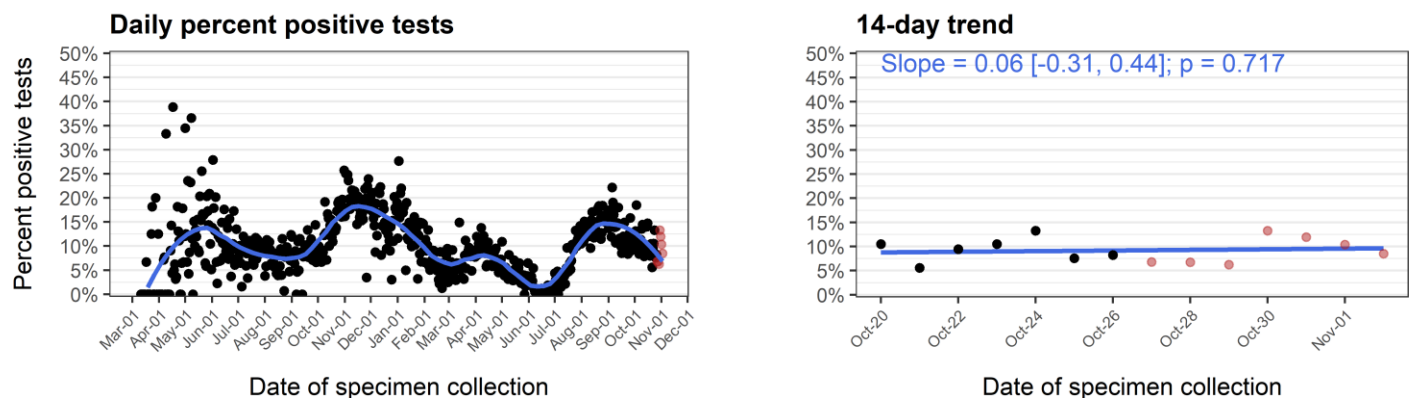 Daily percent positive tests
Percent positive tests
50%
45%
40%
35%
30%
25%
20%
15%
10%
5%
0%
Mar-01
Apr-01
May-01
Jun-01
Jul-01
Aug-01
Sep-01
Oct-01
Nov-01
Dec-01
Jan-01
Feb-01
Mar-01
Apr-01
May-01
Jun-01
Jul-01
Aug-01
Sep-01
Oct-01
Nov-01
Dec-01
Date of specimen collection
14-day trend
Slope = 0.06 [-0.31, 0.44]; p = 0.717
50%
45%
40%
35%
30%
25%
20%
15%
10%
5%
0%
Oct-20
Oct-22
Oct-24
Oct-26
Oct-28
Oct-30
Nov-01
Date of specimen collection